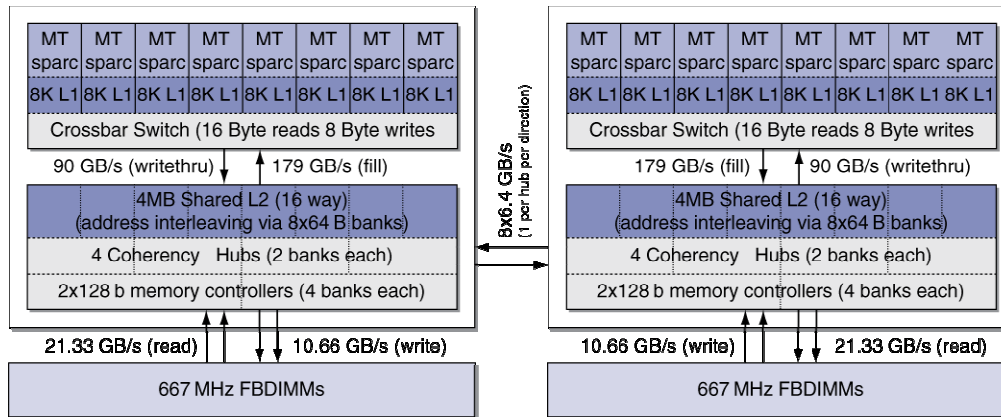 MT MT MT MT MT MT MT MT
sparc sparc sparc sparc sparc sparc sparc sparc
8K L1 8K L1 8K L1 8K L1 8K L1 8K L1 8K L1 8K L1
Crossbar Switch (16 Byte reads 8 Byte writes
90 GB/s (writethru) 179 GB/s (fill)
4MB Shared L2 (16 way)
(address interleaving via 8x64 B banks)
4 Coherency Hubs (2 banks each)
2x128 b memory controllers (4 banks each)
21.33 GB/s (read) 10.66 GB/s (write)
667 MHz FBDIMMs
8x6.4 GB/s
(1 per hub per direction)
MT MT MT MT MT MT MT MT
sparc sparc sparc sparc sparc sparc sparc sparc
8K L1 8K L1 8K L1 8K L1 8K L1 8K L1 8K L1 8K L1
Crossbar Switch (16 Byte reads 8 Byte writes
179 GB/s (fill) 90 GB/s (writethru)
4MB Shared L2 (16 way)
(address interleaving via 8x64 B banks)
4 Coherency Hubs (2 banks each)
2x128 b memory controllers (4 banks each)
10.66 GB/s (write) 21.33 GB/s (read)
667 MHz FBDIMMs